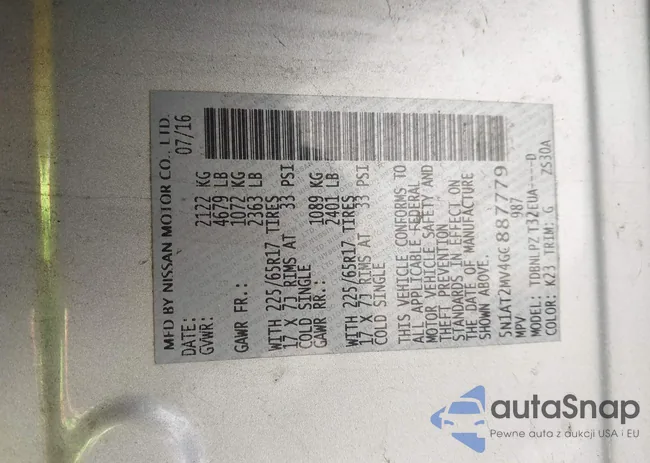 MFD BY NISSAN MOTOR CO., LTD.
DATE: 07/16
GVWR: 2122 KG
4679 LB
GAWR FR.: 1072 KG
2363 LB
WITH 225/65R17 TIRES
17 X 7J RIMS AT 33 PSI
COLD SINGLE
GAWR RR.: 1089 KG
2401 LB
WITH 225/65R17 TIRES
17 X 7J RIMS AT 33 PSI
COLD SINGLE
THIS VEHICLE CONFORMS TO
ALL APPLICABLE FEDERAL
MOTOR VEHICLE SAFETY AND
THEFT PREVENTION
STANDARDS IN EFFECT ON
THE DATE OF MANUFACTURE
SHOWN ABOVE.
5N1AT2MV4GC887779
MPV 987
MODEL: TDBNLPZ T32EUA----D
COLOR: K23 TRIM: G ZS30A
autaSnap
Pewne auta z aukcji USA i EU